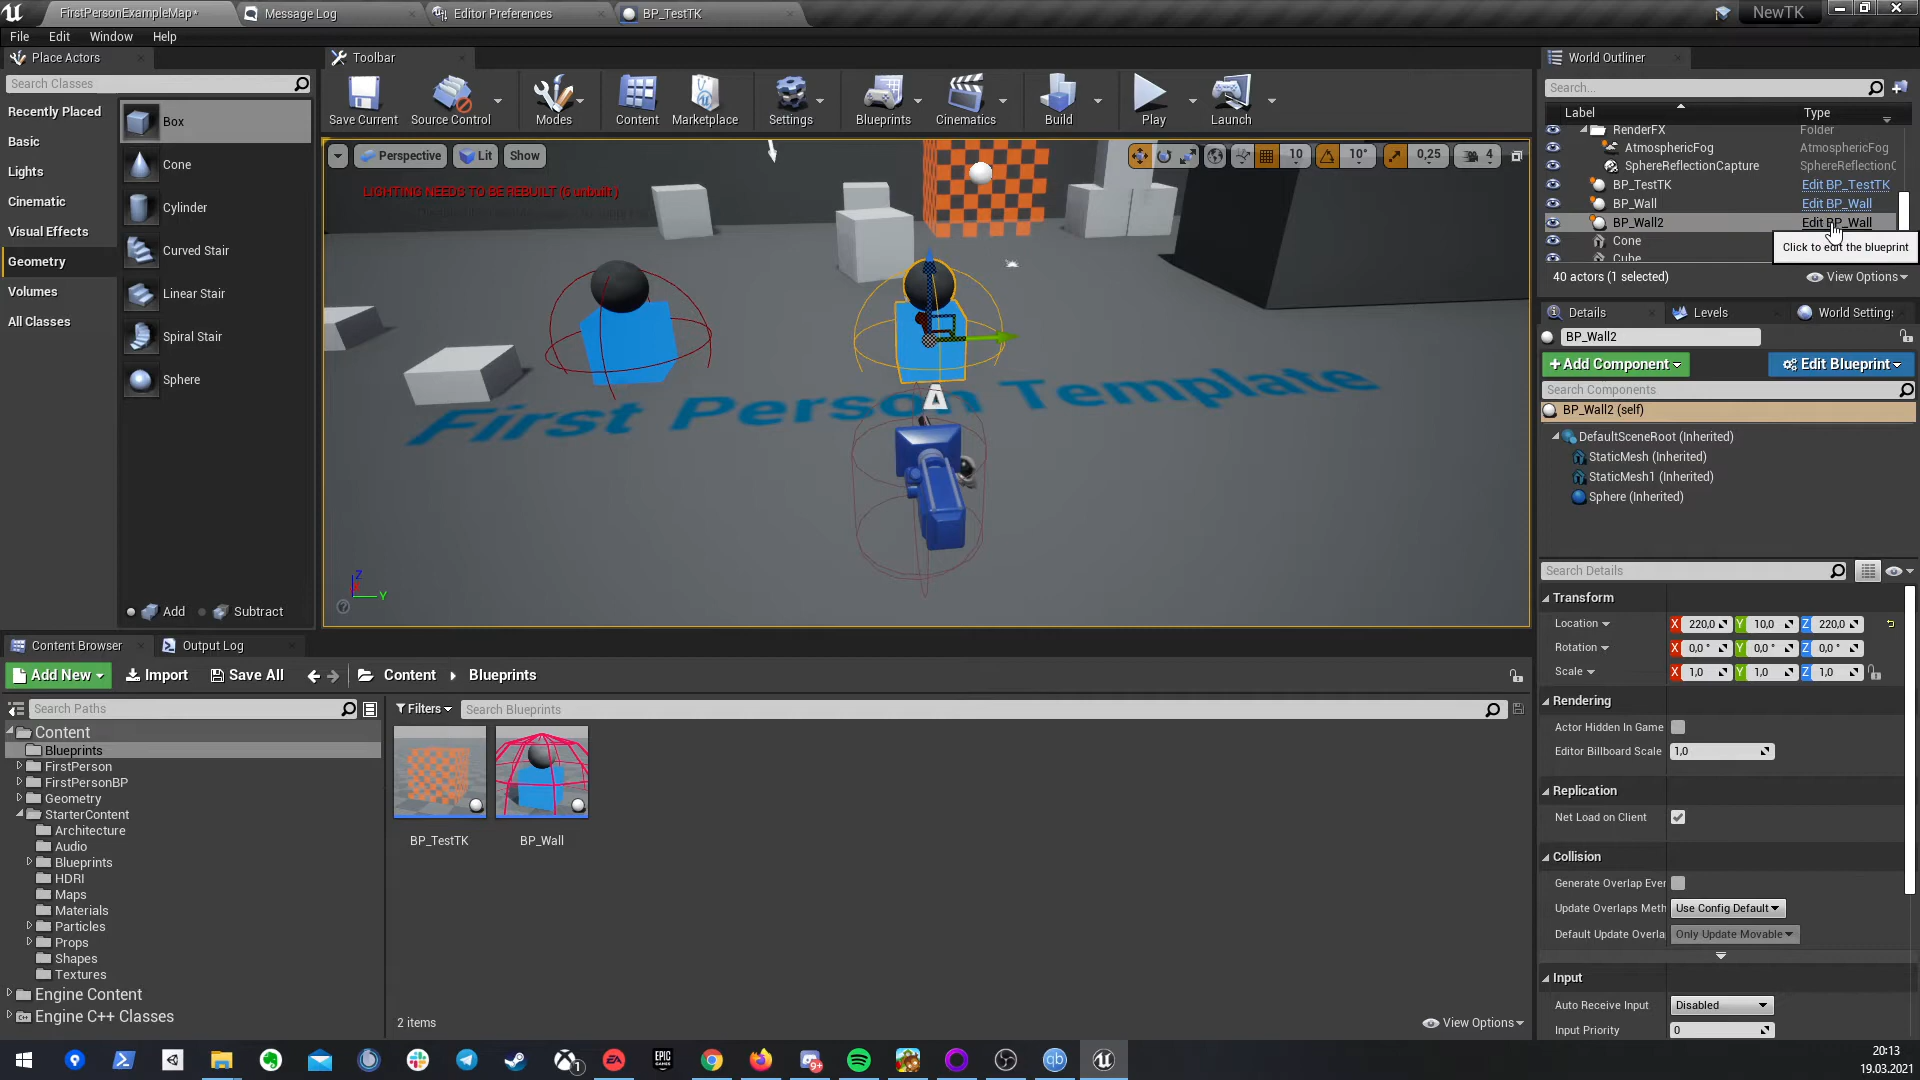 FirstPersonExampleMap*
Message Log
Editor Preferences
BP_TestTK
NewTK
File
Edit
Window
Help
Place Actors
Search Classes
Recently Placed
Basic
Lights
Cinematic
Visual Effects
Geometry
Volumes
All Classes
Box
Cone
Cylinder
Curved Stair
Linear Stair
Spiral Stair
Sphere
Add
Subtract
Toolbar
Save Current
Source Control
Modes
Content
Marketplace
Settings
Blueprints
Cinematics
Build
Play
Launch
Perspective
Lit
Show
10
10°
0,25
4
LIGHTING NEEDS TO BE REBUILT (6 unbuilt)
First Person Template
Z
Y
World Outliner
Search...
Label
Type
RenderFX
Folder
AtmosphericFog
AtmosphericFog
SphereReflectionCapture
SphereReflectionC
BP_TestTK
Edit BP_TestTK
BP_Wall
Edit BP_Wall
BP_Wall2
Edit BP_Wall
Cone
Cube
Click to edit the blueprint
40 actors (1 selected)
View Options
Details
Levels
World Settings
BP_Wall2
+Add Component
Edit Blueprint
Search Components
BP_Wall2 (self)
DefaultSceneRoot (Inherited)
StaticMesh (Inherited)
StaticMesh1 (Inherited)
Sphere (Inherited)
Search Details
Transform
Location
X 220,0 Y 10,0 Z 220,0
Rotation
X 0,0 ° Y 0,0 ° Z 0,0 °
Scale
X 1,0 Y 1,0 Z 1,0
Rendering
Actor Hidden In Game
Editor Billboard Scale
1,0
Replication
Net Load on Client
Collision
Generate Overlap Ever
Update Overlaps Meth
Use Config Default
Default Update Overla
Only Update Movable
Input
Auto Receive Input
Disabled
Input Priority
0
Content Browser
Output Log
Add New
Import
Save All
Content
Blueprints
Search Paths
Filters
Search Blueprints
Content
Blueprints
FirstPerson
FirstPersonBP
Geometry
StarterContent
Architecture
Audio
Blueprints
HDRI
Maps
Materials
Particles
Props
Shapes
Textures
Engine Content
Engine C++ Classes
BP_TestTK
BP_Wall
2 items
View Options
EPIC
EA
9+
1
qb
20:13
19.03.2021